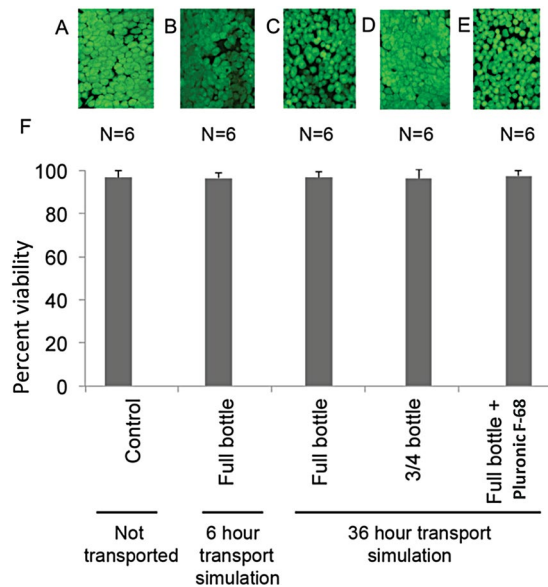 A B C D E
F
N=6 N=6 N=6 N=6 N=6
Percent viability
100
80
60
40
20
0
Control
Full bottle
Full bottle
3/4 bottle
Full bottle +
Pluronic F-68
Not
transported
6 hour
transport
simulation
36 hour transport
simulation